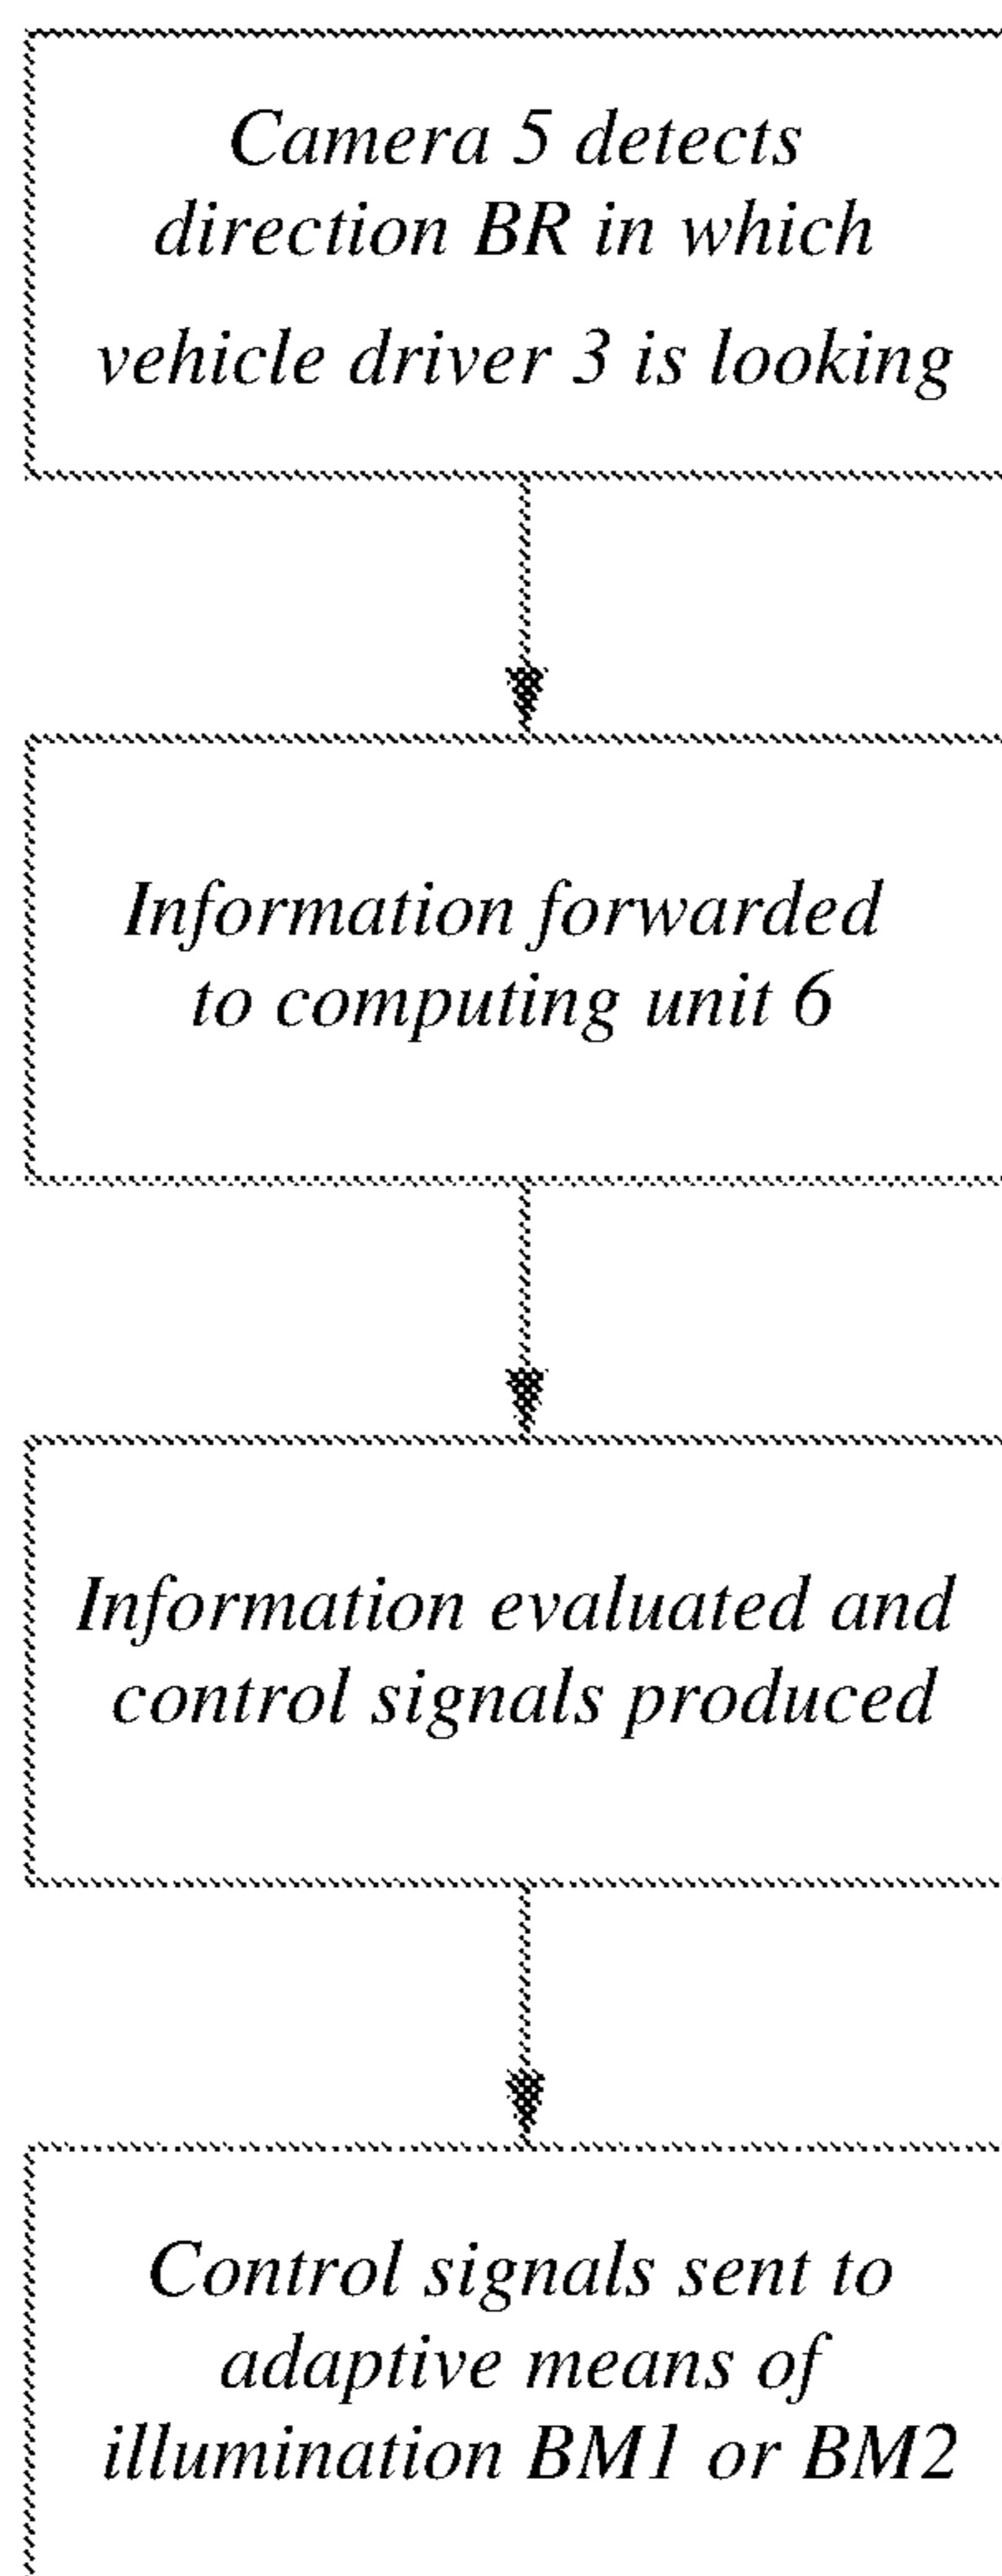 Camera 5 detects
direction BR in which
vehicle driver 3 is looking
Information forwarded
to computing unit 6
Information evaluated and
control signals produced
Control signals sent to
adaptive means of
illumination BM1 or BM2